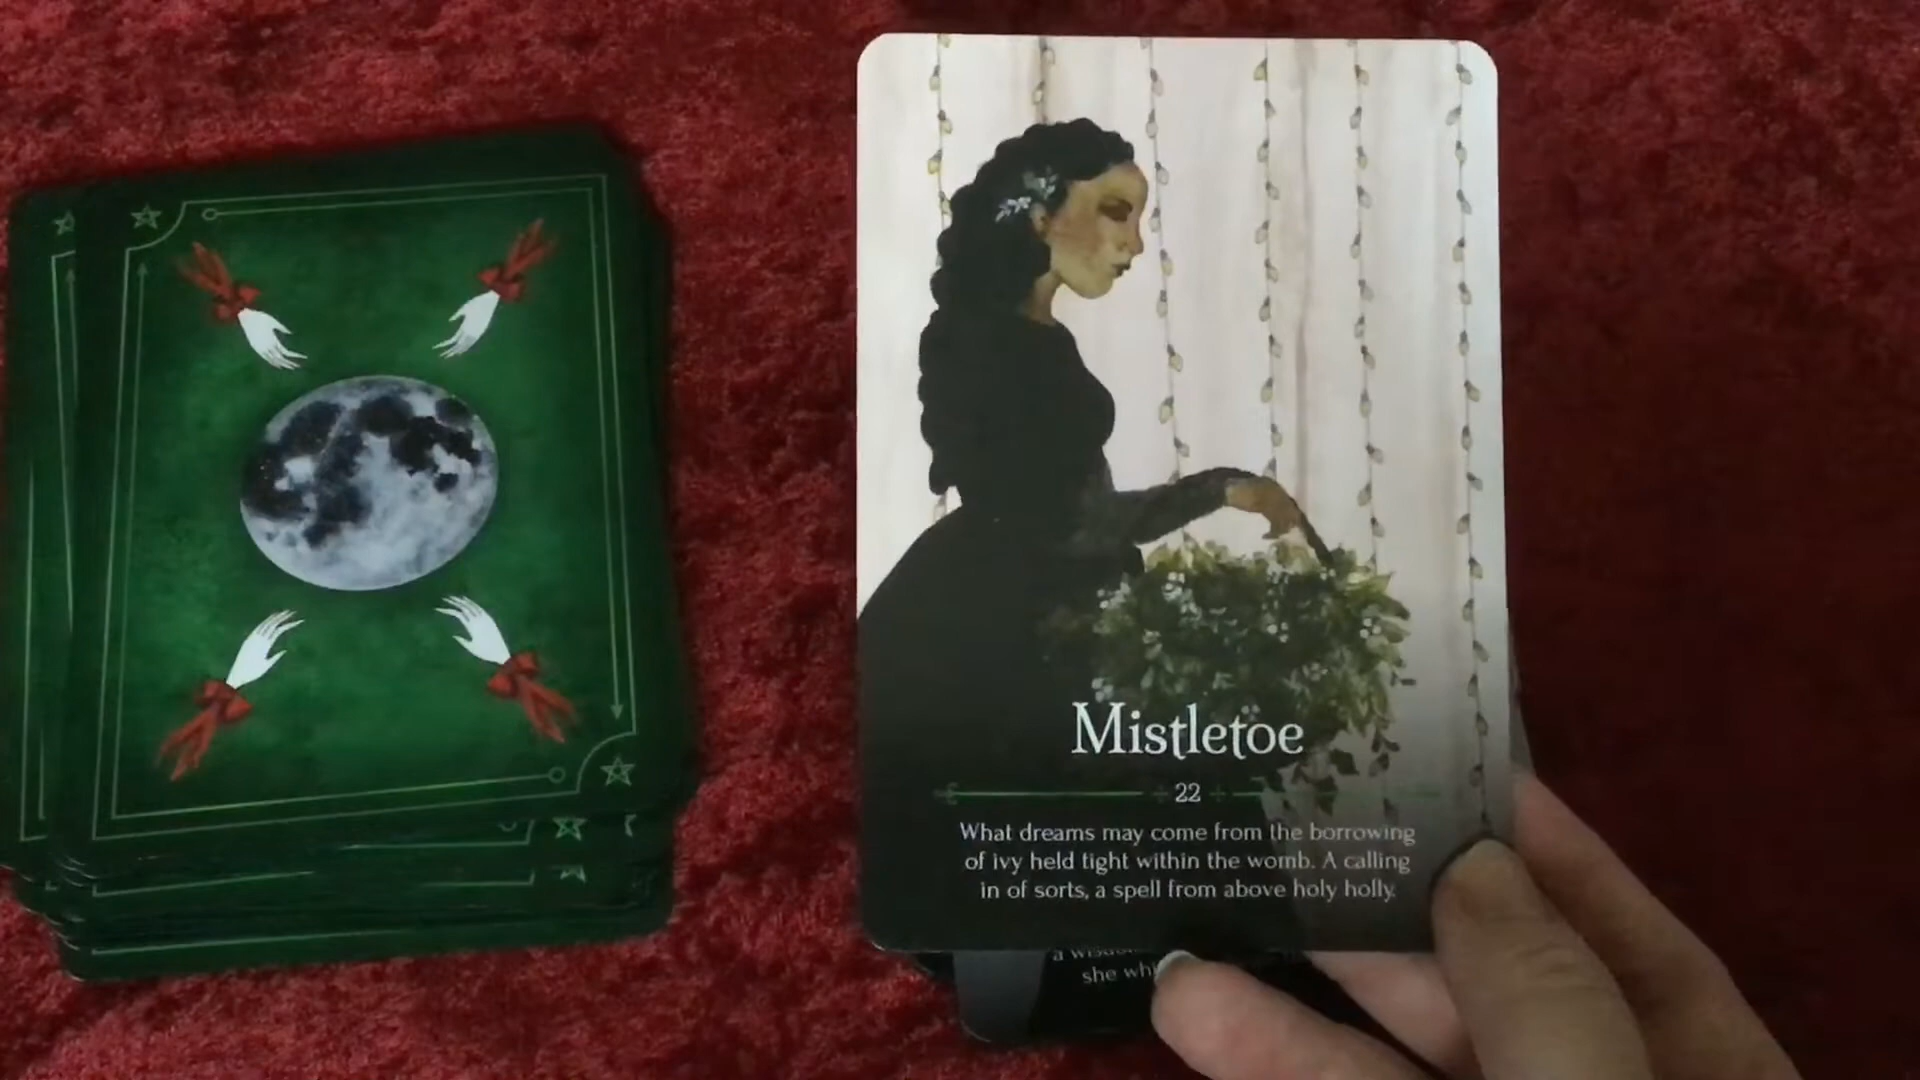 Mistletoe
22
What dreams may come from the borrowing
of ivy held tight within the womb. A calling
in of sorts, a spell from above holy holly.
a
she